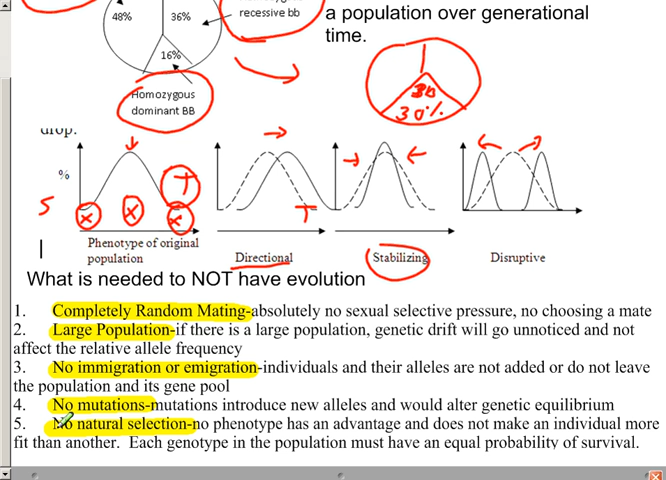 48%
36%
recessive bb
16%
Homozygous
dominant BB
a population over generational
time.
BB
30%
drop.
%
S
T
T
Phenotype of original
population
Directional
Stabilizing
Disruptive
What is needed to NOT have evolution
1. Completely Random Mating-absolutely no sexual selective pressure, no choosing a mate
2. Large Population-if there is a large population, genetic drift will go unnoticed and not
affect the relative allele frequency
3. No immigration or emigration-individuals and their alleles are not added or do not leave
the population and its gene pool
4. No mutations-mutations introduce new alleles and would alter genetic equilibrium
5. No natural selection-no phenotype has an advantage and does not make an individual more
fit than another. Each genotype in the population must have an equal probability of survival.